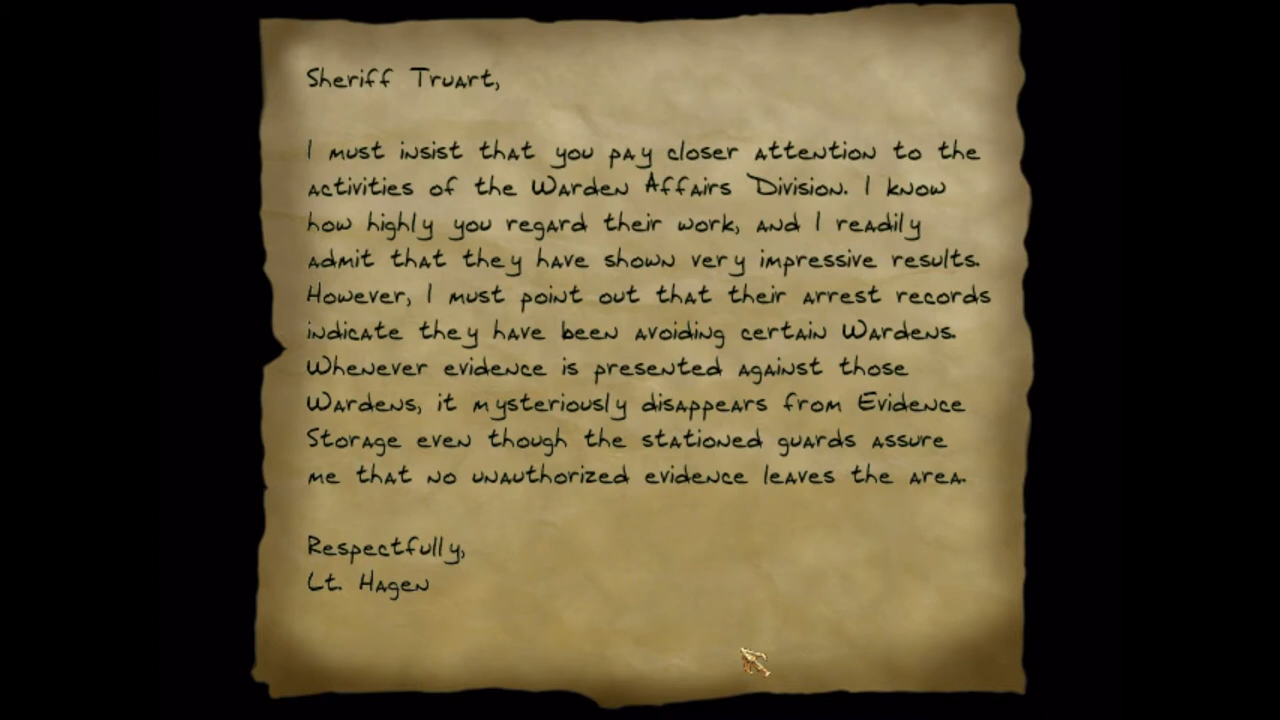 Sheriff Truart,
I must insist that you pay closer attention to the
activities of the Warden Affairs Division. I know
how highly you regard their work, and I readily
admit that they have shown very impressive results.
However, I must point out that their arrest records
indicate they have been avoiding certain Wardens.
Whenever evidence is presented against those
Wardens, it mysteriously disappears from Evidence
Storage even though the stationed guards assure
me that no unauthorized evidence leaves the area.
Respectfully,
Lt. Hagen